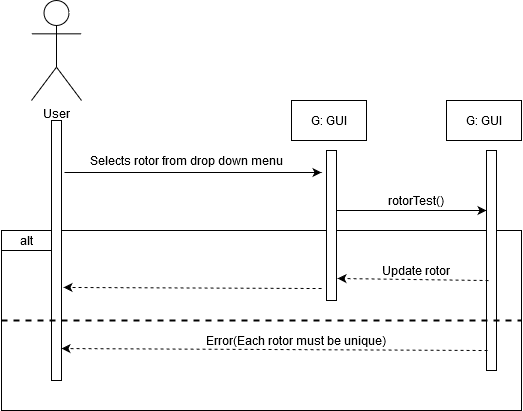 User
G: GUI
G: GUI
Selects rotor from drop down menu
rotorTest()
alt
Update rotor
Error(Each rotor must be unique)